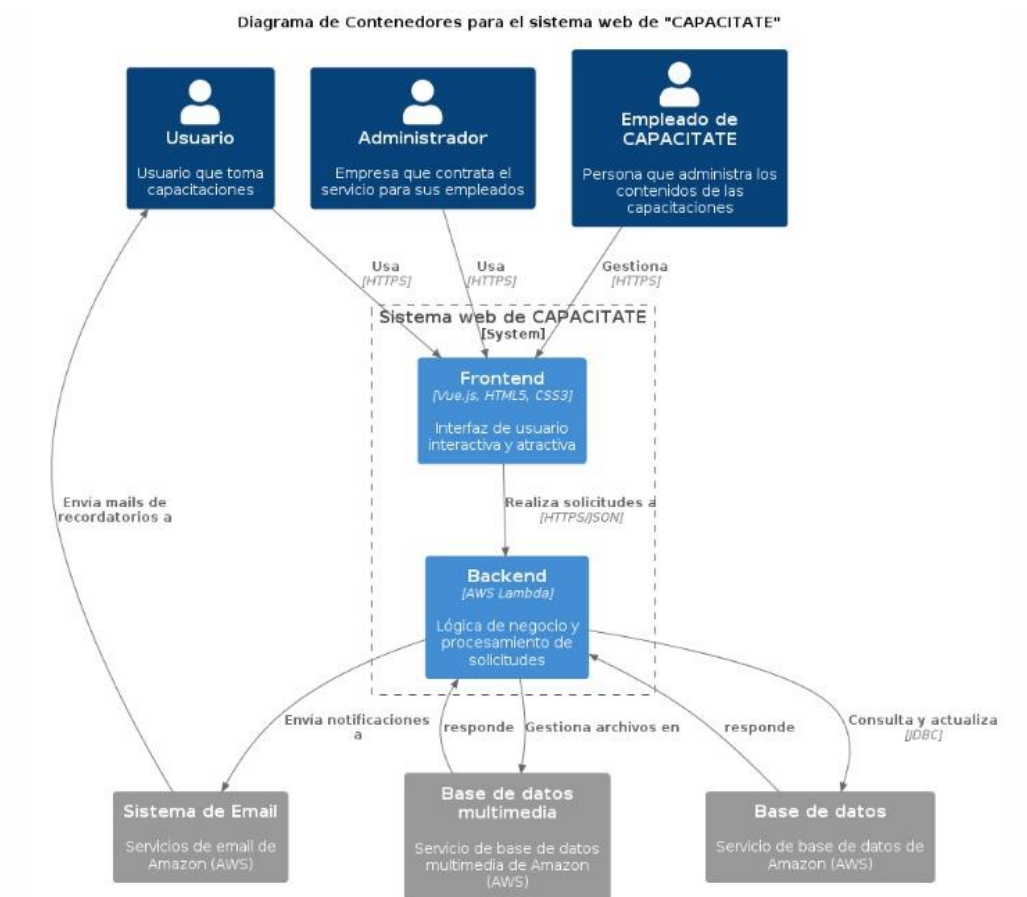 Diagrama de Contenedores para el sistema web de "CAPACITATE"
Usuario
Usuario que toma
capacitaciones
Administrador
Empresa que contrata el
servicio para sus empleados
Empleado de
CAPACITATE
Persona que administra los
contenidos de las
capacitaciones
Usa
[HTTPS]
Usa
[HTTPS]
Gestiona
[HTTPS]
Sistema web de CAPACITATE
[System]
Frontend
[Vue.js, HTML5, CSS3]
Interfaz de usuario
interactiva y atractiva
Envía mails de
recordatorios a
Realiza solicitudes a
[HTTPS/JSON]
Backend
[AWS Lambda]
Lógica de negocio y
procesamiento de
solicitudes
Envía notificaciones
a
responde
Gestiona archivos en
responde
Consulta y actualiza
[JDBC]
Sistema de Email
Servicios de email de
Amazon (AWS)
Base de datos
multimedia
Servicio de base de datos
multimedia de Amazon
(AWS)
Base de datos
Servicio de base de datos de
Amazon (AWS)